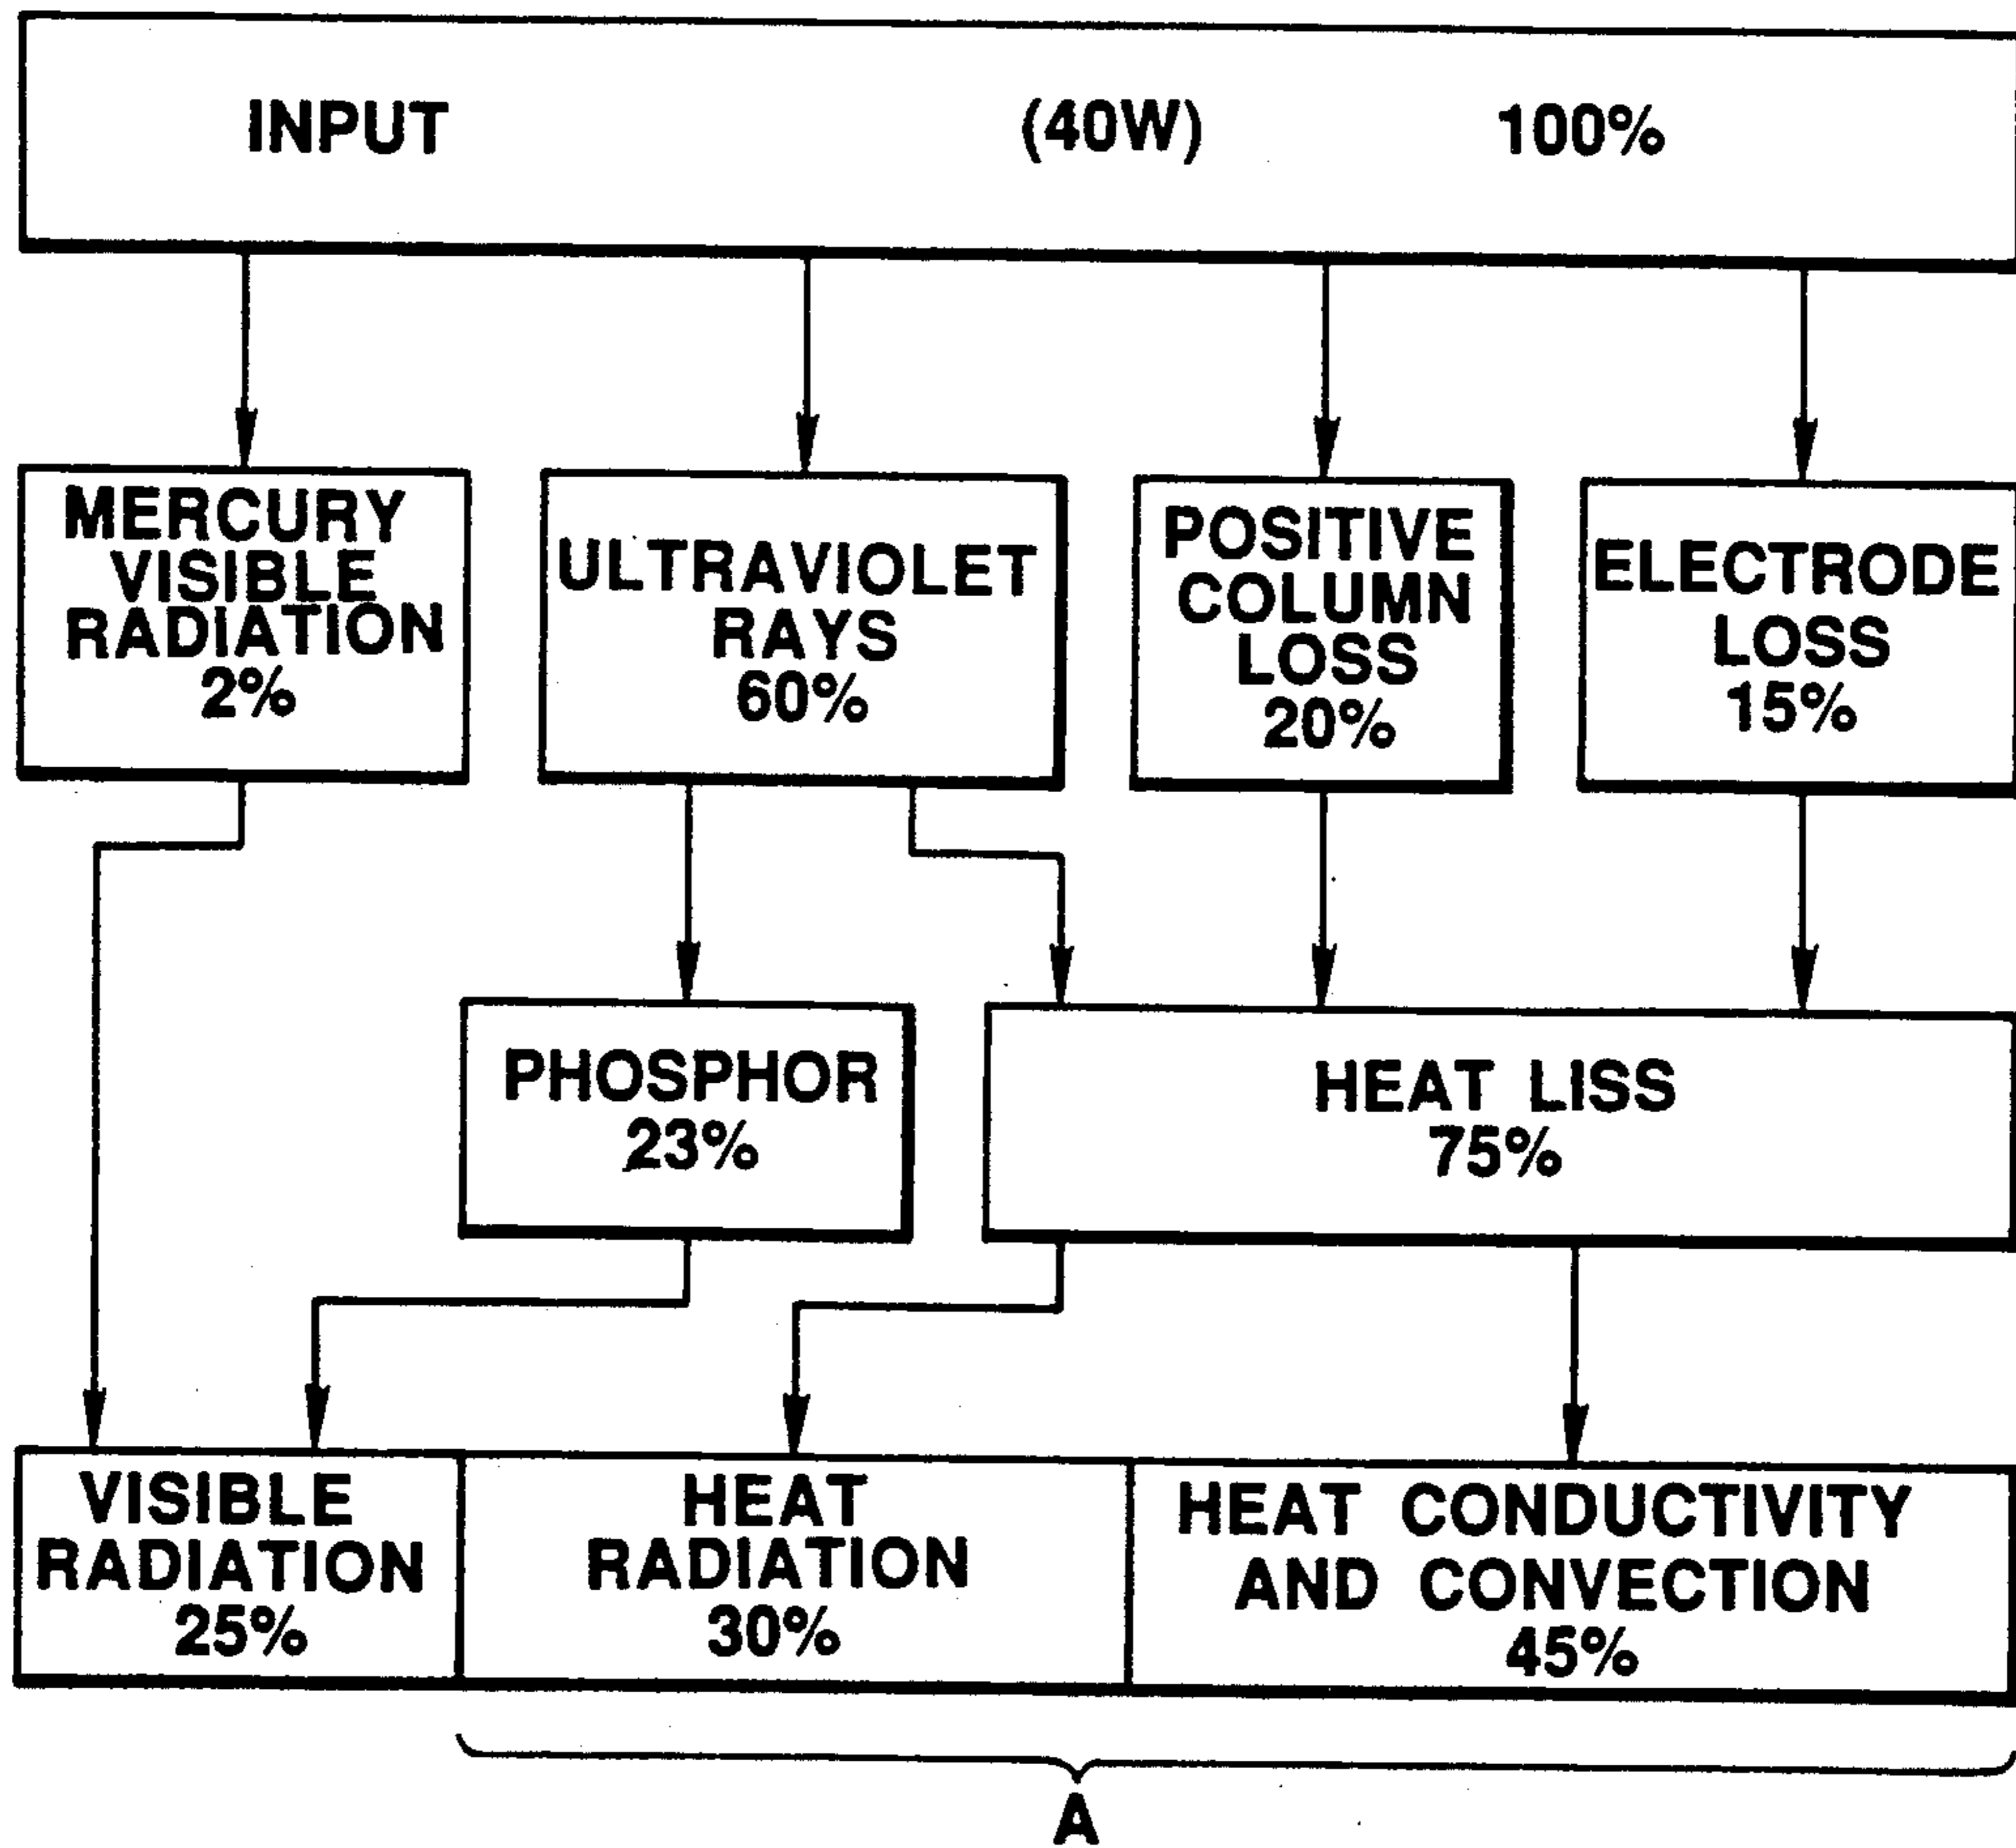 INPUT (40W) 100%
MERCURY
VISIBLE
RADIATION
2%
ULTRAVIOLET
RAYS
60%
POSITIVE
COLUMN
LOSS
20%
ELECTRODE
LOSS
15%
PHOSPHOR
23%
HEAT LISS
75%
VISIBLE
RADIATION
25%
HEAT
RADIATION
30%
HEAT CONDUCTIVITY
AND CONVECTION
45%
A